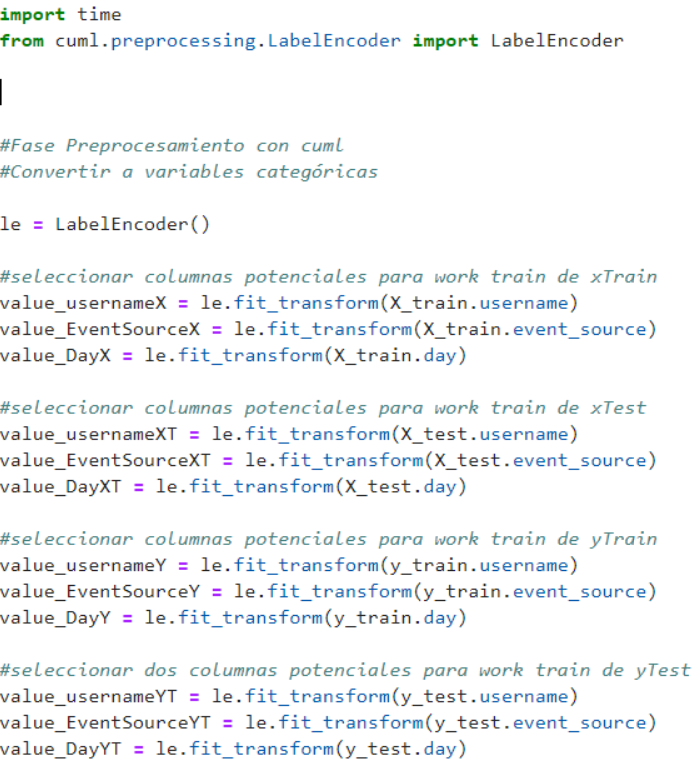 import time
from cuml.preprocessing.LabelEncoder import LabelEncoder
#Fase Preprocesamiento con cuml
#Convertir a variables categóricas
le = LabelEncoder()
#seleccionar columnas potenciales para work train de xTrain
value_usernameX = le.fit_transform(X_train.username)
value_EventSourceX = le.fit_transform(X_train.event_source)
value_DayX = le.fit_transform(X_train.day)
#seleccionar columnas potenciales para work train de xTest
value_usernameXT = le.fit_transform(X_test.username)
value_EventSourceXT = le.fit_transform(X_test.event_source)
value_DayXT = le.fit_transform(X_test.day)
#seleccionar columnas potenciales para work train de yTrain
value_usernameY = le.fit_transform(y_train.username)
value_EventSourceY = le.fit_transform(y_train.event_source)
value_DayY = le.fit_transform(y_train.day)
#seleccionar dos columnas potenciales para work train de yTest
value_usernameYT = le.fit_transform(y_test.username)
value_EventSourceYT = le.fit_transform(y_test.event_source)
value_DayYT = le.fit_transform(y_test.day)